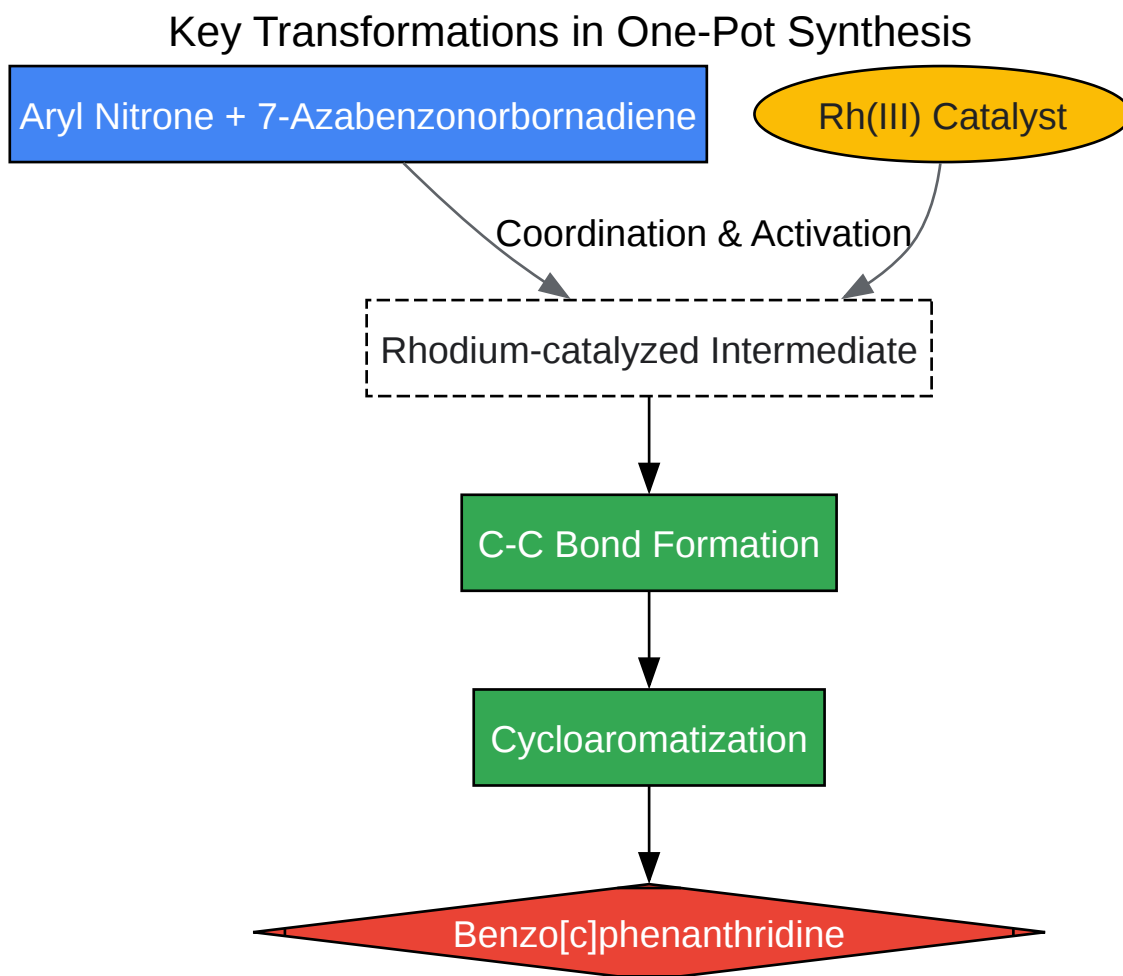 Key Transformations in One-Pot Synthesis
Aryl Nitrone + 7-Azabenzonorbornadiene
Rh(III) Catalyst
Coordination & Activation
Rhodium-catalyzed Intermediate
C-C Bond Formation
Cycloaromatization
Benzo[c]phenanthridine